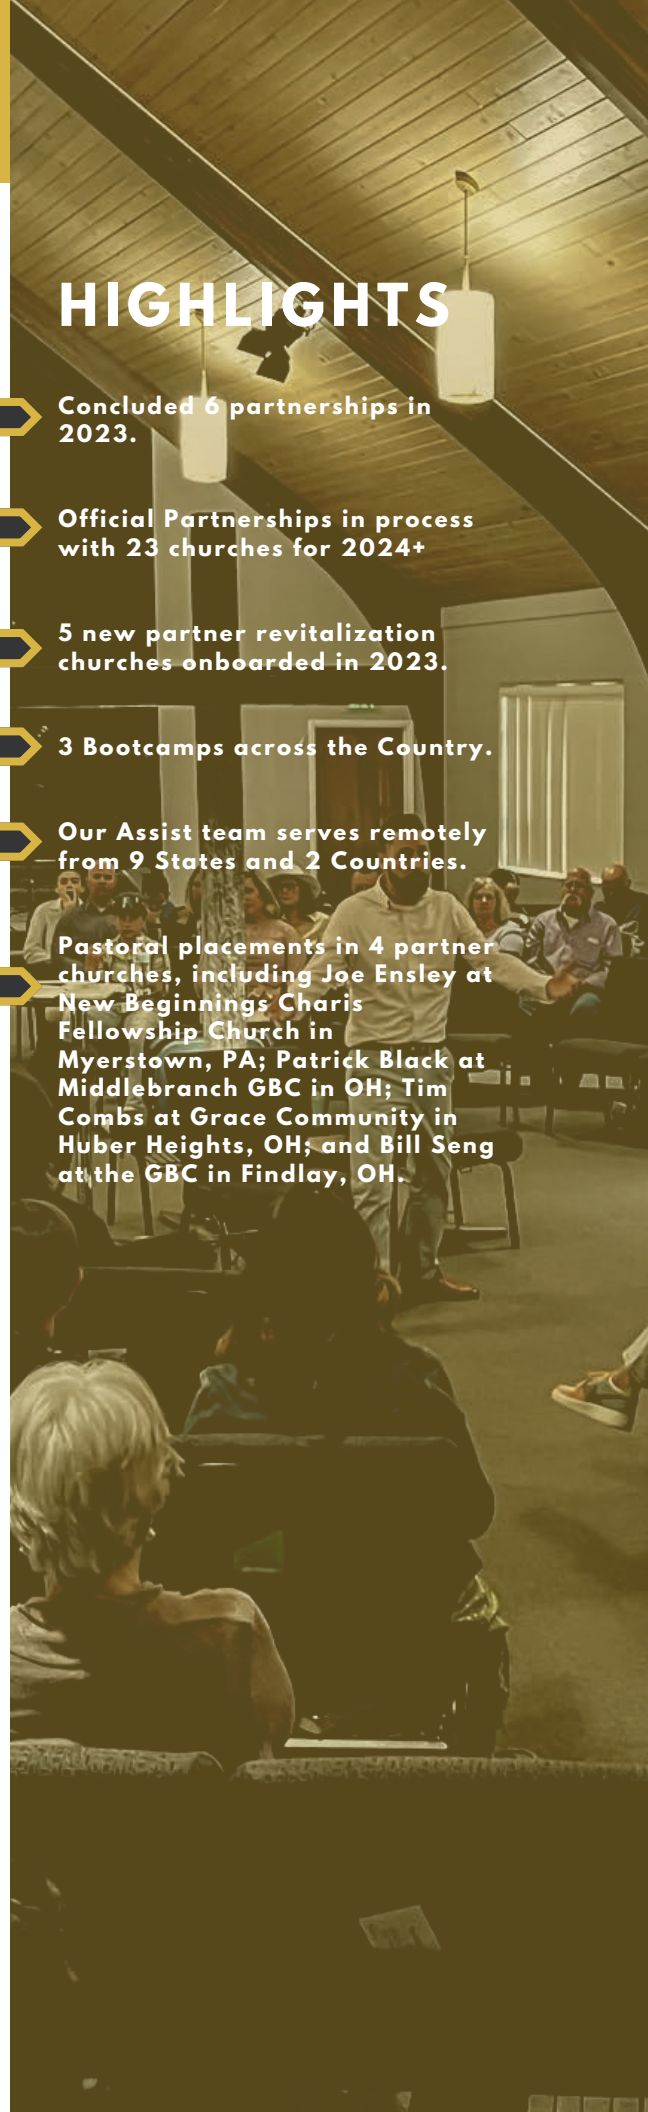 HIGHLIGHTS
Concluded 6 partnerships in
2023.
Official Partnerships in process
with 23 churches for 2024+
5 new partner revitalization
churches onboarded in 2023.
3 Bootcamps across the Country.
Our Assist team serves remotely
from 9 States and 2 Countries.
Pastoral placements in 4 partner
churches, including Joe Ensley at
New Beginnings Charis
Fellowship Church in
Myerstown, PA; Patrick Black at
Middlebranch GBC in OH; Tim
Combs at Grace Community in
Huber Heights, OH; and Bill Seng
at the GBC in Findlay, OH.